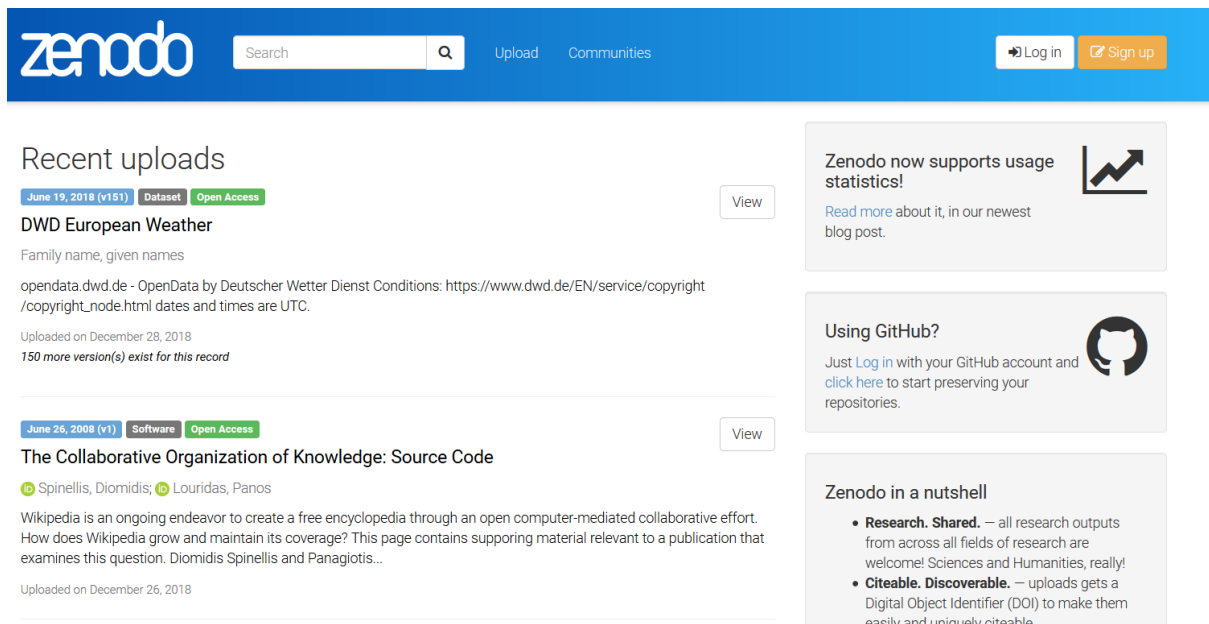 zenodo
Search
Upload
Communities
Log in
Sign up
Recent uploads
June 19, 2018 (v151) Dataset Open Access
View
DWD European Weather
Family name, given names
opendata.dwd.de - OpenData by Deutscher Wetter Dienst Conditions: https://www.dwd.de/EN/service/copyright
/copyright_node.html dates and times are UTC.
Uploaded on December 28, 2018
150 more version(s) exist for this record
June 26, 2008 (v1) Software Open Access
View
The Collaborative Organization of Knowledge: Source Code
iD Spinellis, Diomidis; iD Louridas, Panos
Wikipedia is an ongoing endeavor to create a free encyclopedia through an open computer-mediated collaborative effort.
How does Wikipedia grow and maintain its coverage? This page contains supporing material relevant to a publication that
examines this question. Diomidis Spinellis and Panagiotis...
Uploaded on December 26, 2018
Zenodo now supports usage
statistics!
Read more about it, in our newest
blog post.
Using GitHub?
Just Log in with your GitHub account and
click here to start preserving your
repositories.
Zenodo in a nutshell
• Research. Shared. — all research outputs
from across all fields of research are
welcome! Sciences and Humanities, really!
• Citeable. Discoverable. — uploads gets a
Digital Object Identifier (DOI) to make them
easily and uniquely citeable